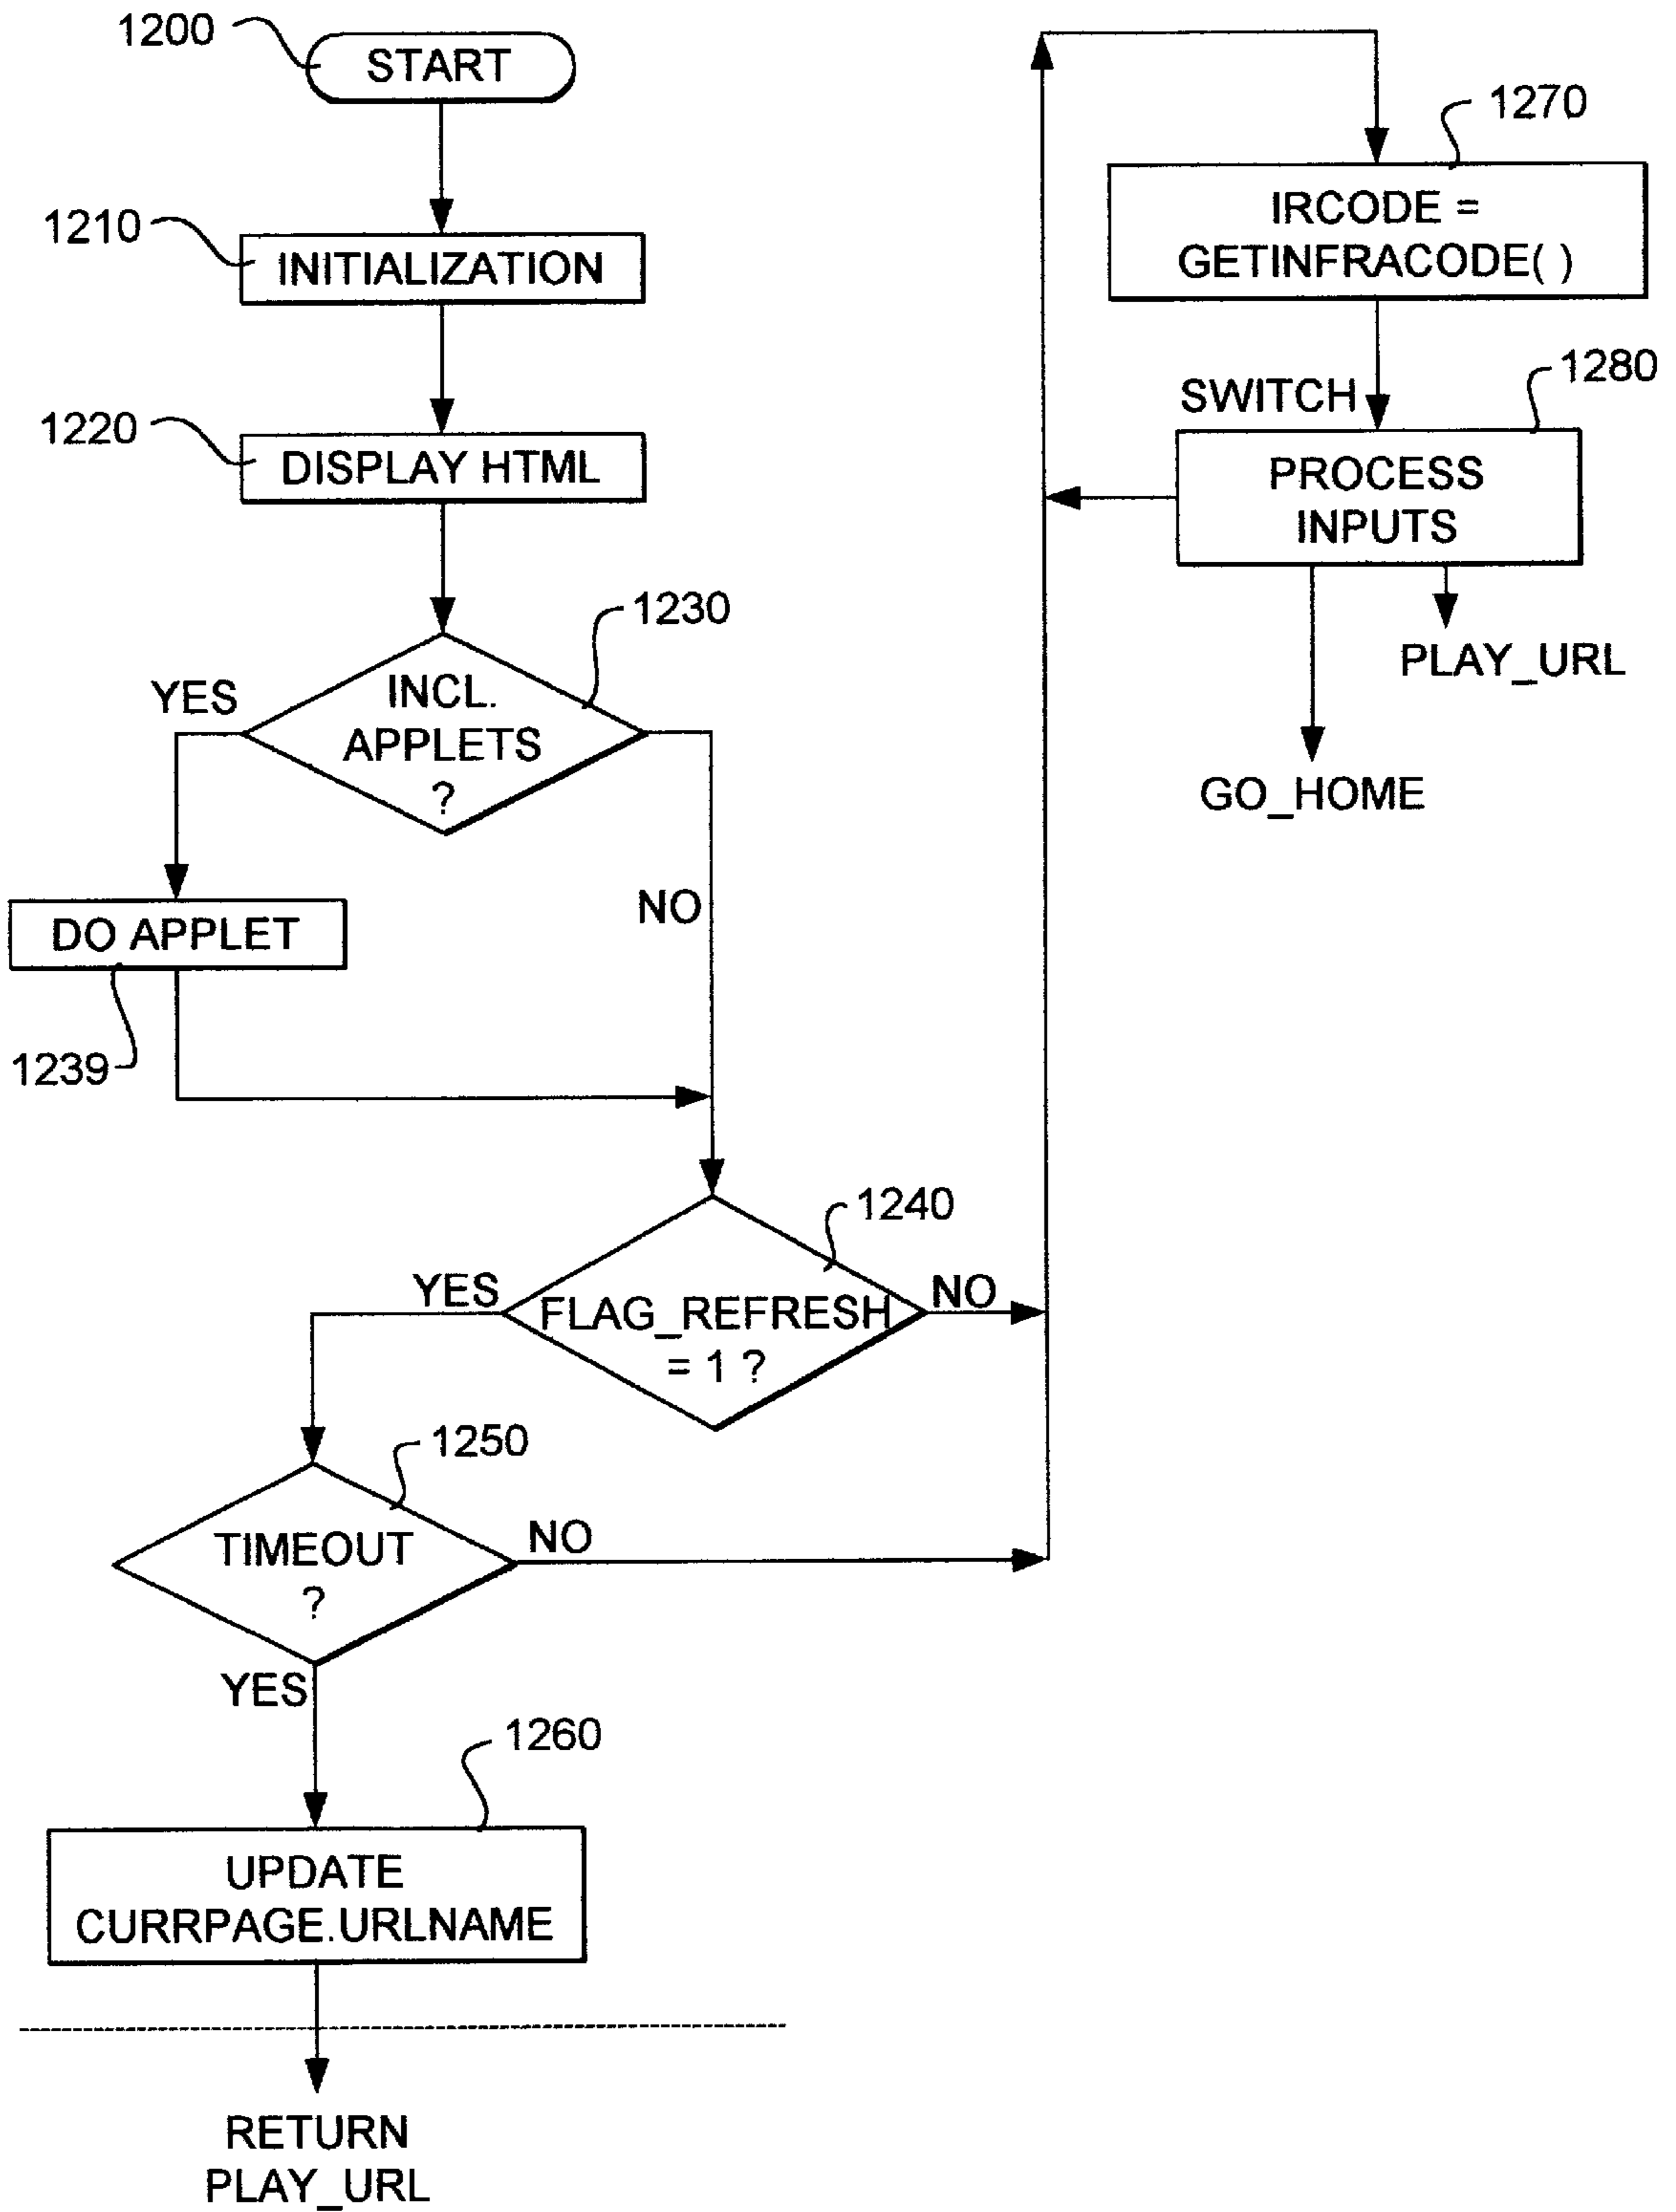 1200
START
1210
INITIALIZATION
1220
DISPLAY HTML
1230
YES
INCL.
APPLETS
?
NO
DO APPLET
1239
1240
YES
FLAG_REFRESH
= 1 ?
NO
1250
TIMEOUT
?
NO
YES
1260
UPDATE
CURRPAGE.URLNAME
RETURN
PLAY_URL
1270
IRCODE =
GETINFRACODE( )
SWITCH
1280
PROCESS
INPUTS
PLAY_URL
GO_HOME